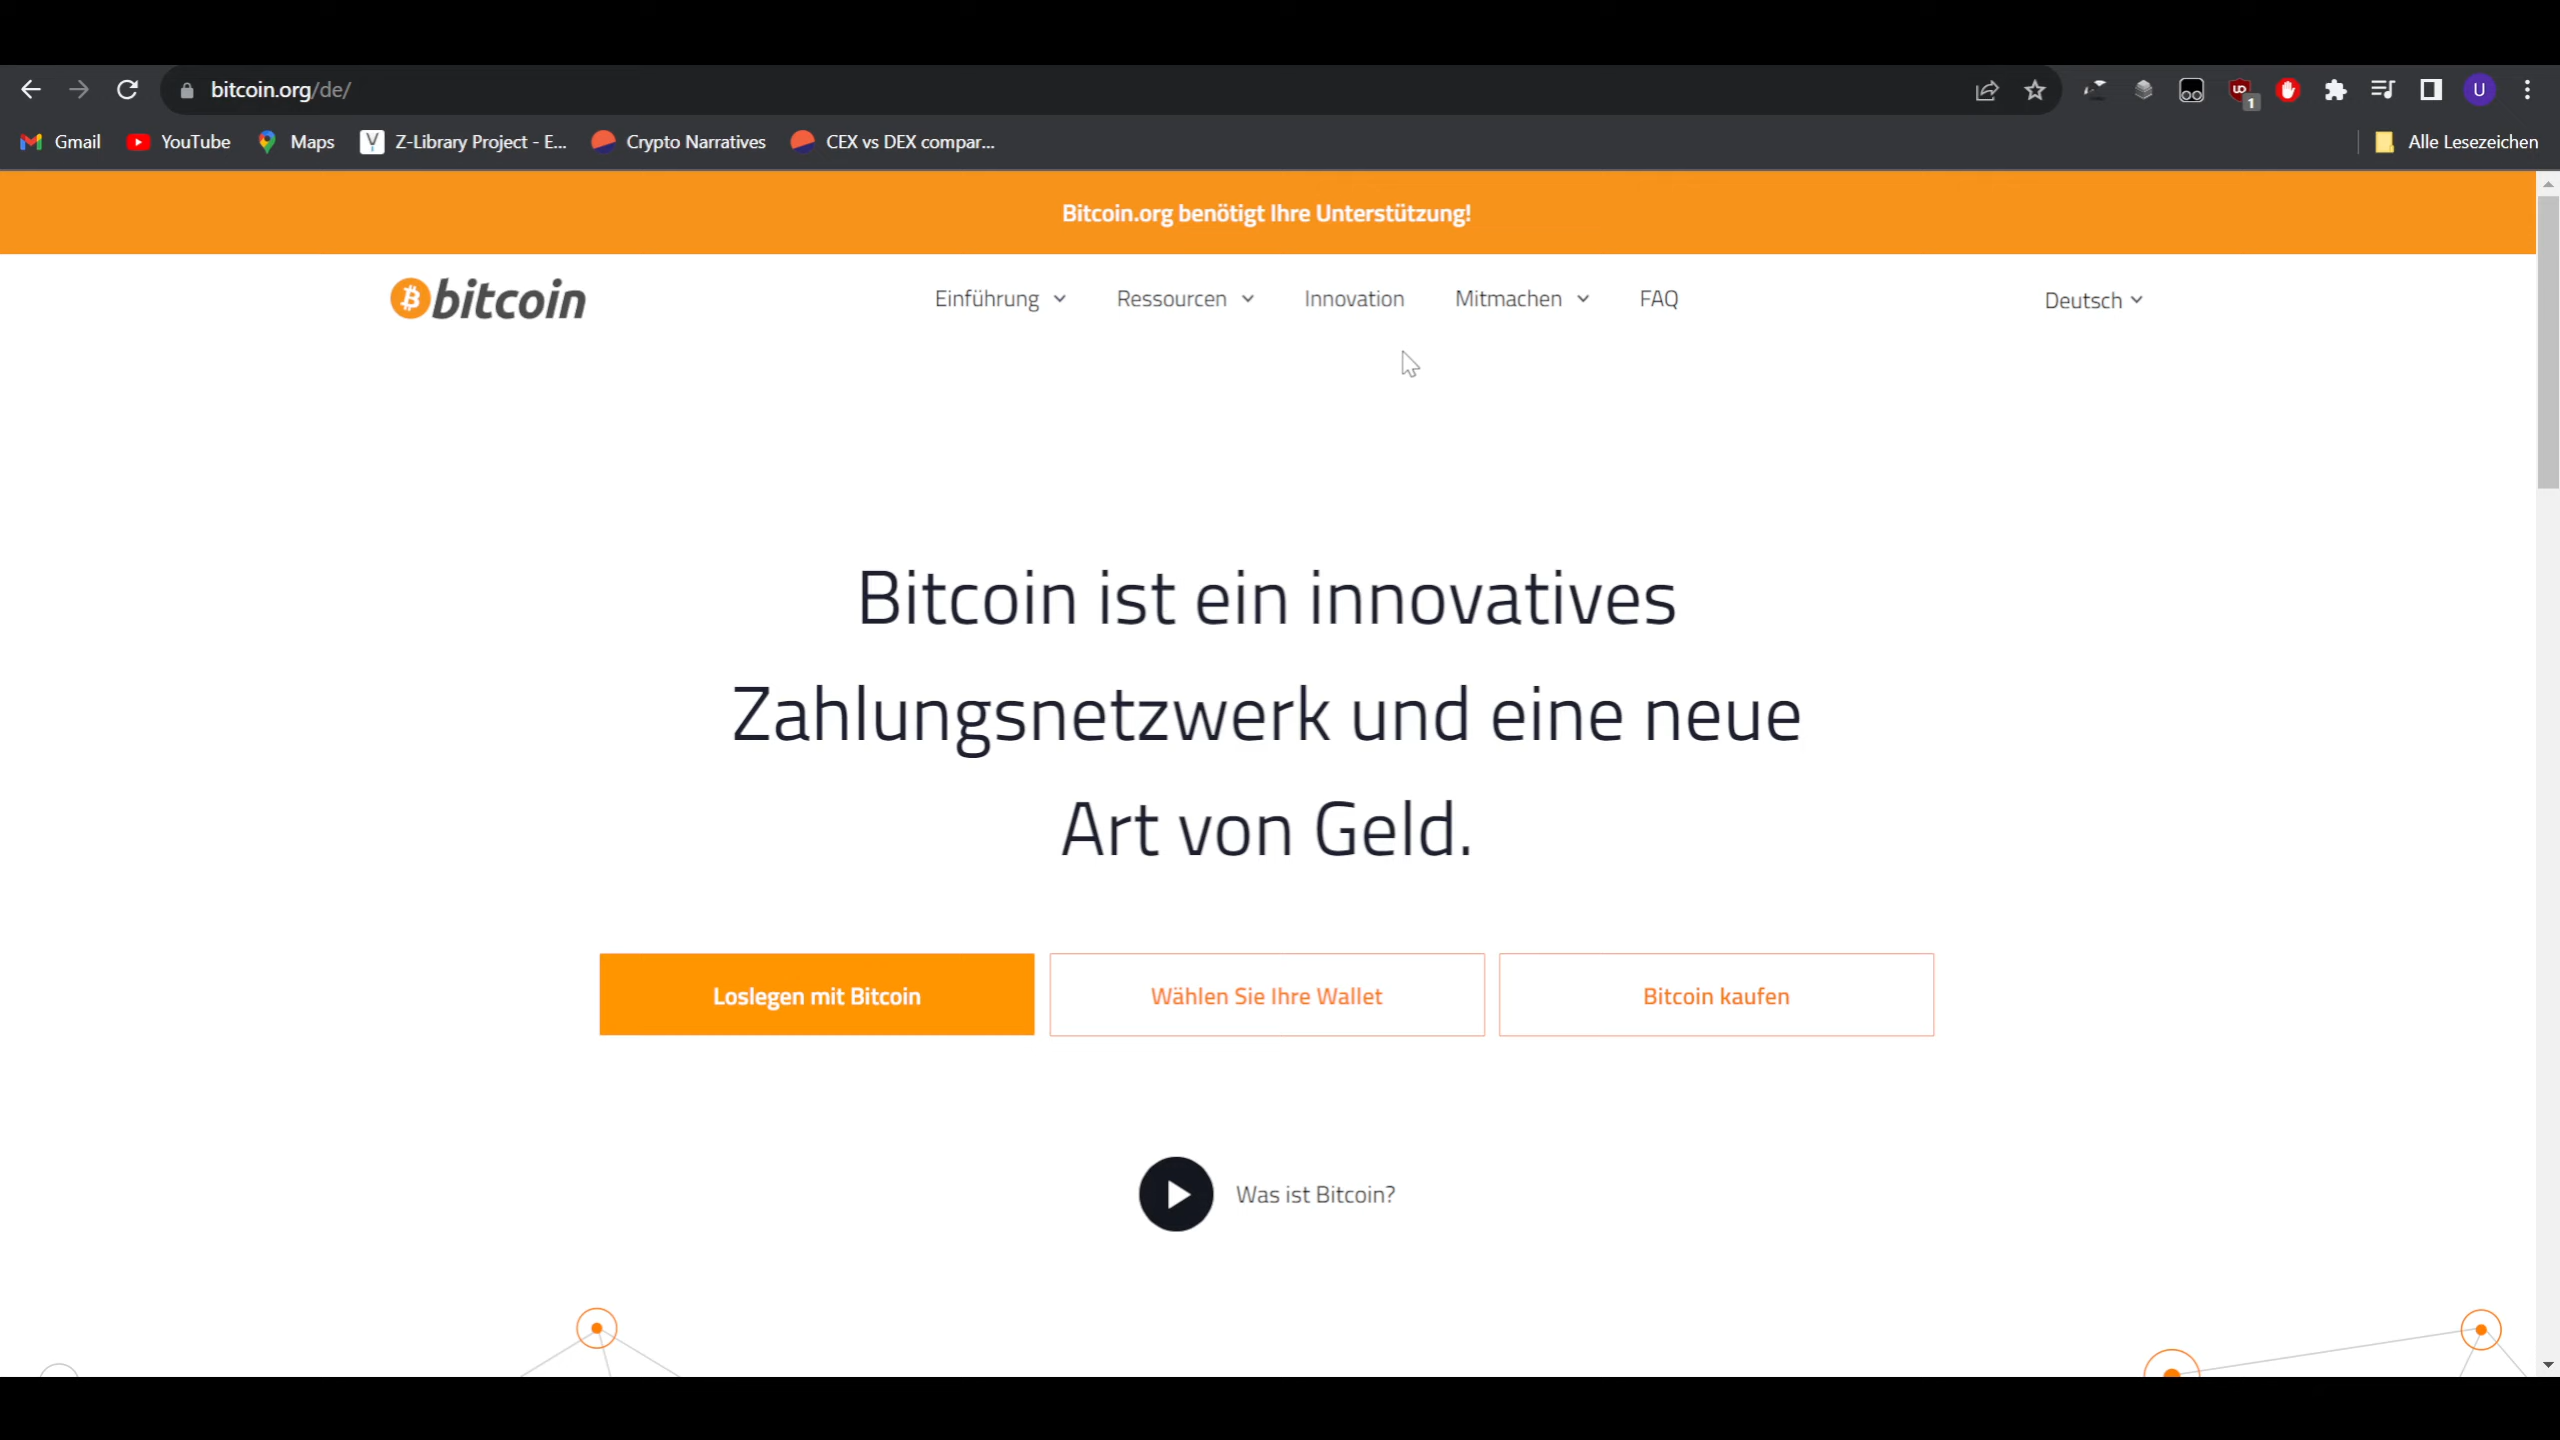 bitcoin.org/de/
1
U
Gmail
YouTube
Maps
Z-Library Project - E...
Crypto Narratives
CEX vs DEX compar...
Alle Lesezeichen
Bitcoin.org benötigt Ihre Unterstützung!
bitcoin
Einführung
Ressourcen
Innovation
Mitmachen
FAQ
Deutsch
Bitcoin ist ein innovatives
Zahlungsnetzwerk und eine neue
Art von Geld.
Loslegen mit Bitcoin
Wählen Sie Ihre Wallet
Bitcoin kaufen
Was ist Bitcoin?